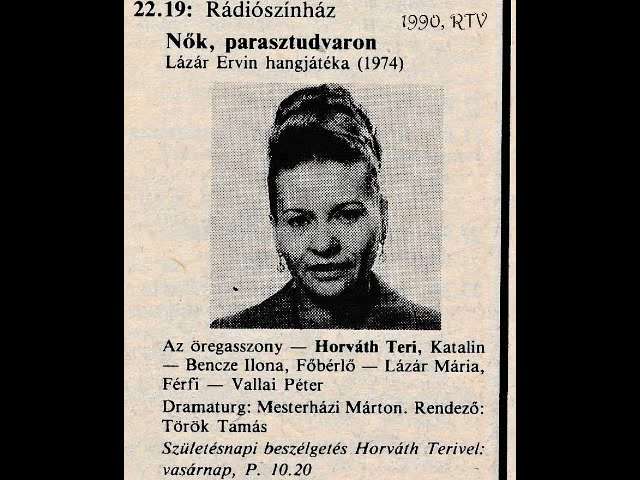 22.19: Rádiószínház
1990, RTV
Nők, parasztudvaron
Lázár Ervin hangjátéka (1974)
Az öregasszony — Horváth Teri, Katalin
— Bencze Ilona, Főbérlő — Lázár Mária,
Férfi — Vallai Péter
Dramaturg: Mesterházi Márton. Rendező:
Török Tamás
Születésnapi beszélgetés Horváth Terivel:
vasárnap, P. 10.20